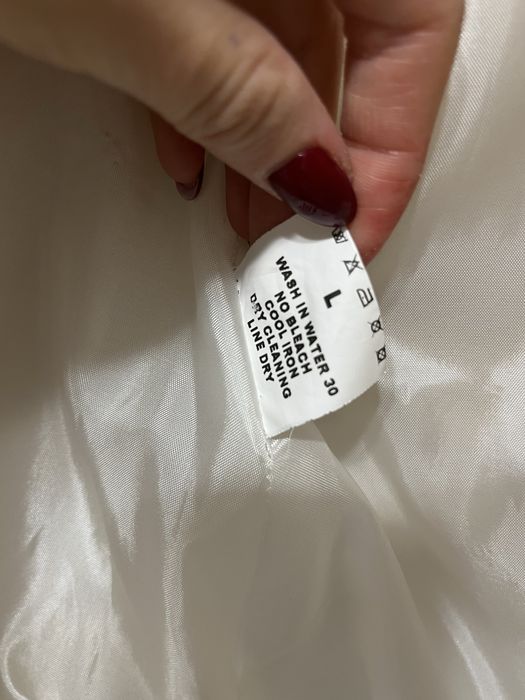 L
WASH IN WATER 30
NO BLEACH
COOL IRON
DRY CLEANING
LINE DRY